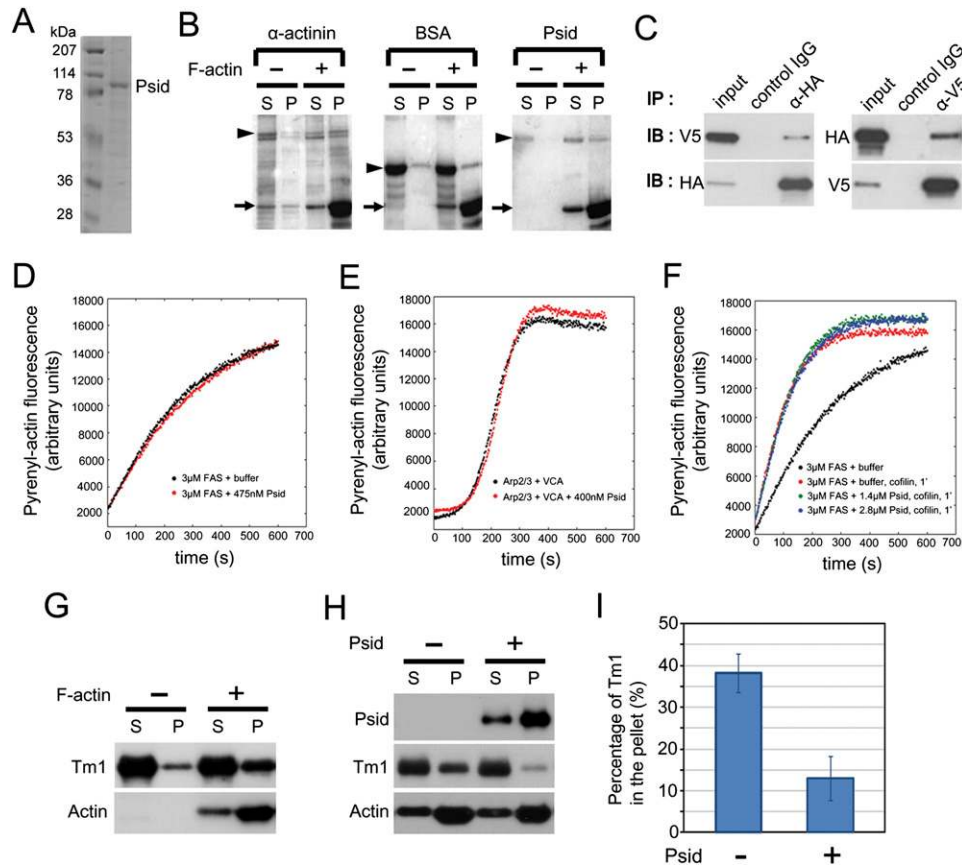 A
kDa
207
114
78
53
36
28
Psid
B
α-actinin
BSA
Psid
F-actin
– + – + – +
S P S P S P S P S P S P
C
IP :
input
control IgG
α-HA
input
control IgG
α-V5
IB : V5
HA
IB : HA
V5
D
Pyrenyl-actin fluorescence
(arbitrary units)
18000
16000
14000
12000
10000
8000
6000
4000
2000
3µM FAS + buffer
3µM FAS + 475nM Psid
0 100 200 300 400 500 600 700
time (s)
E
Pyrenyl-actin fluorescence
(arbitrary units)
18000
16000
14000
12000
10000
8000
6000
4000
2000
Arp2/3 + VCA
Arp2/3 + VCA + 400nM Psid
0 100 200 300 400 500 600 700
time (s)
F
Pyrenyl-actin fluorescence
(arbitrary units)
18000
16000
14000
12000
10000
8000
6000
4000
2000
3µM FAS + buffer
3µM FAS + buffer, cofilin, 1´
3µM FAS + 1.4µM Psid, cofilin, 1´
3µM FAS + 2.8µM Psid, cofilin, 1´
0 100 200 300 400 500 600 700
time (s)
G
F-actin – +
S P S P
Tm1
Actin
H
Psid – +
S P S P
Psid
Tm1
Actin
I
Percentage of Tm1
in the pellet (%)
50
40
30
20
10
0
Psid – +